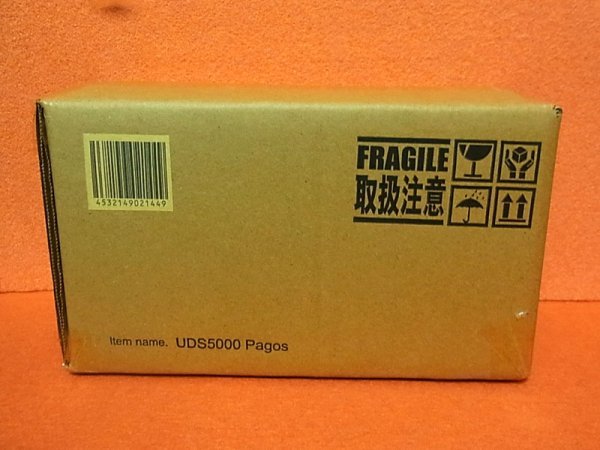 4532149021449
FRAGILE
取扱注意
Item name. UDS5000 Pagos